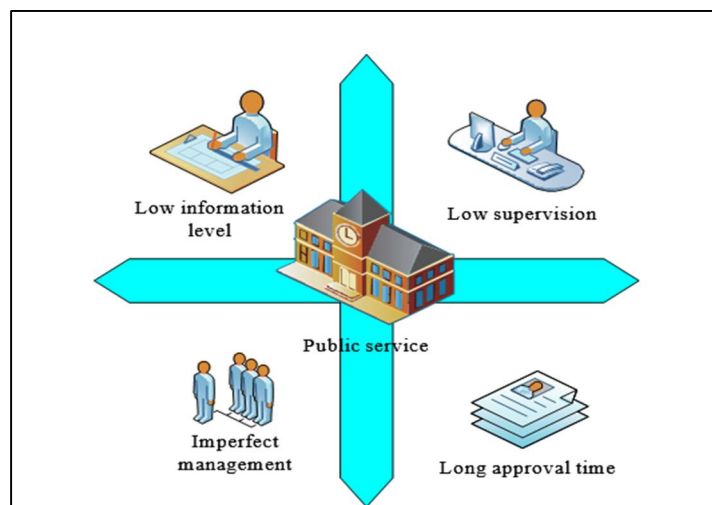 Low information
level
Low supervision
Public service
Imperfect
management
Long approval time